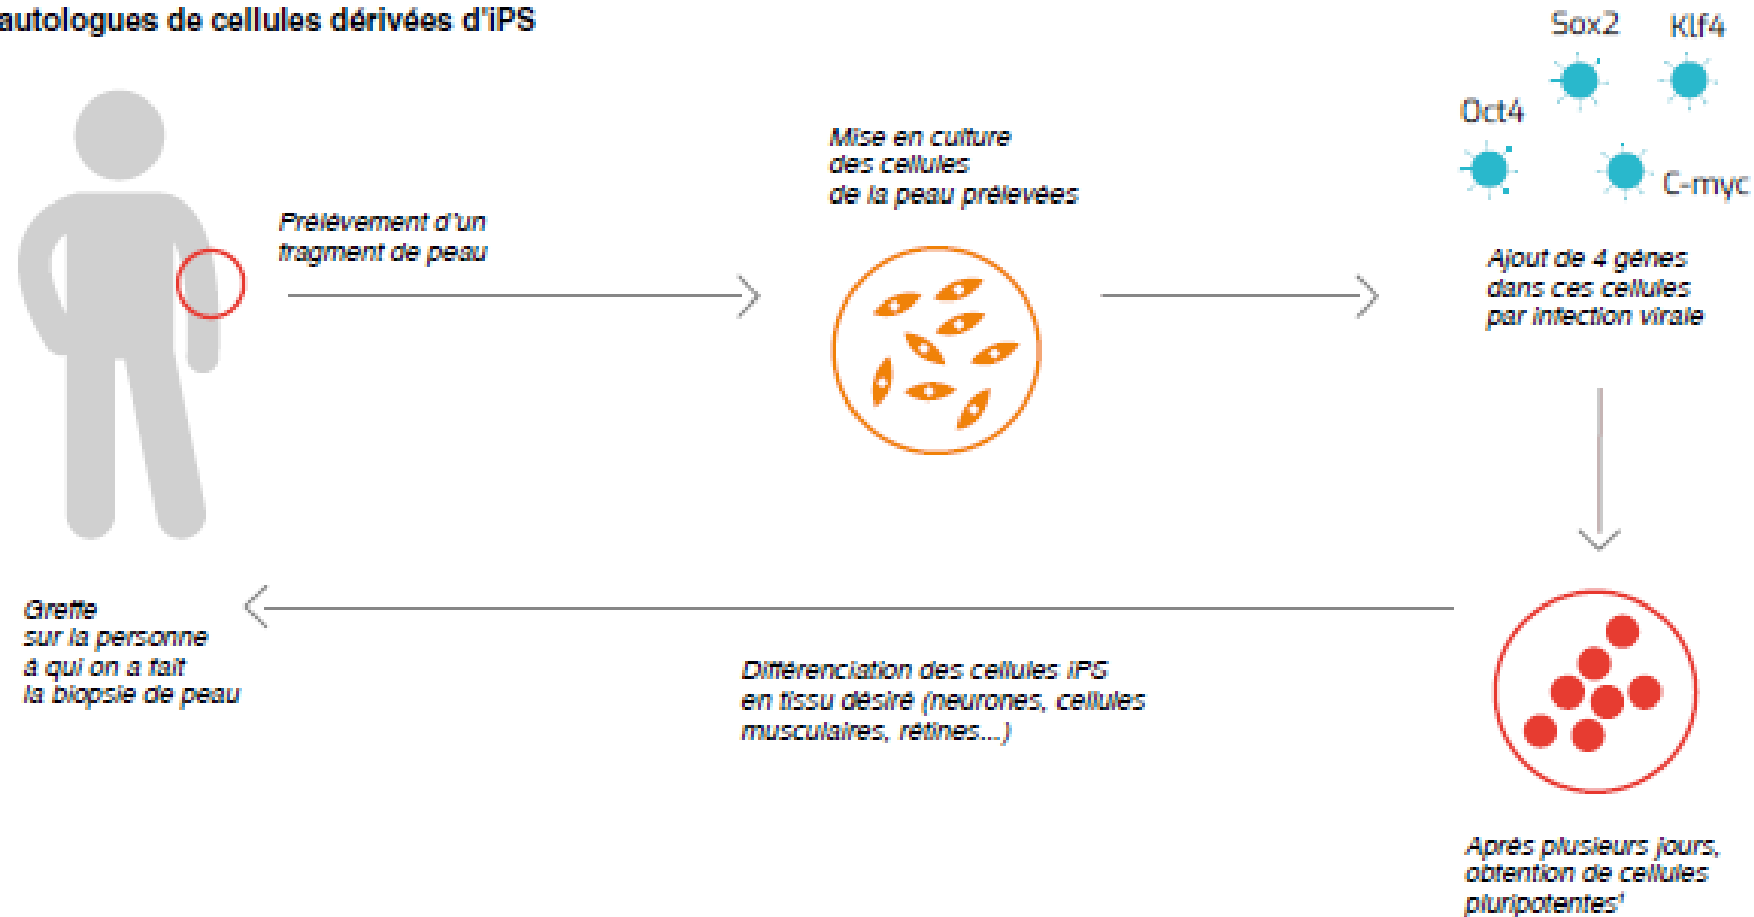 autologues de cellules dérivées d'iPS
Sox2
Klf4
Oct4
C-myc
Prélèvement d'un
fragment de peau
Mise en culture
des cellules
de la peau prélevées
Ajout de 4 gènes
dans ces cellules
par infection virale
Greffe
sur la personne
à qui on a fait
la biopsie de peau
Différenciation des cellules iPS
en tissu désiré (neurones, cellules
musculaires, rétines...)
Après plusieurs jours,
obtention de cellules
pluripotentes¹